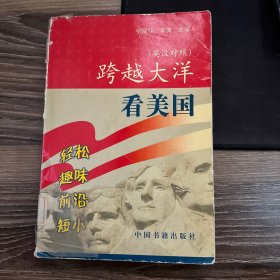 (英汉对照)
跨越大洋
看美国
轻松
趣味
前沿
短小
中国书籍出版社